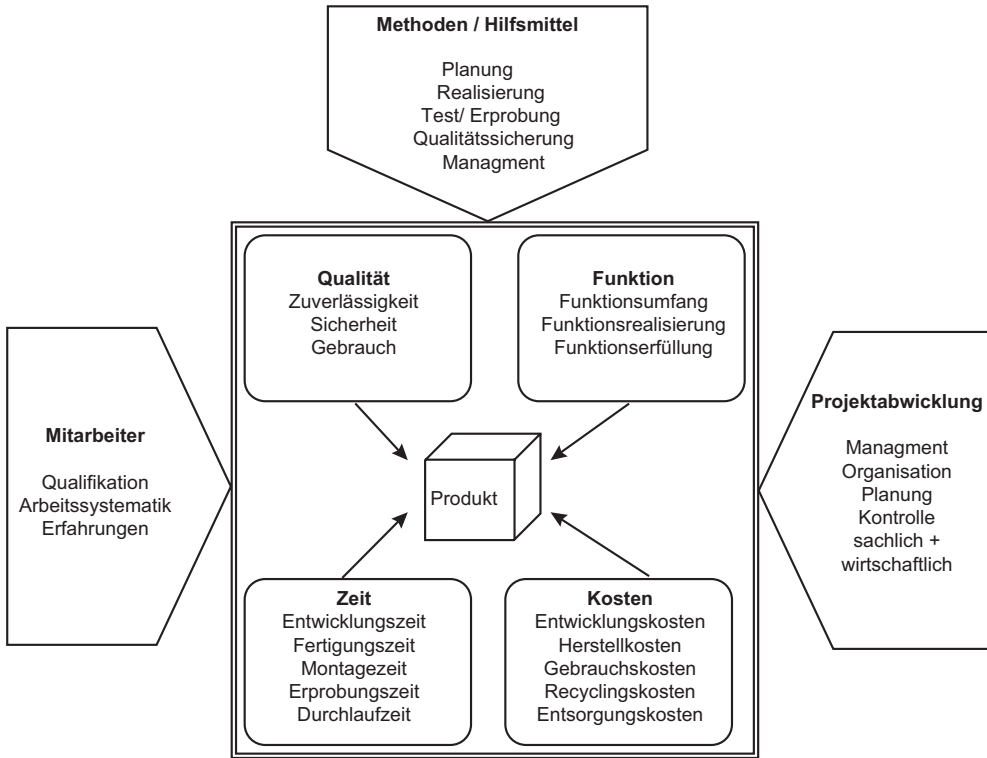 Methoden / Hilfsmittel
Planung
Realisierung
Test/ Erprobung
Qualitätssicherung
Managment
Qualität
Zuverlässigkeit
Sicherheit
Gebrauch
Funktion
Funktionsumfang
Funktionsrealisierung
Funktionserfüllung
Mitarbeiter
Qualifikation
Arbeitssystematik
Erfahrungen
Produkt
Projektabwicklung
Managment
Organisation
Planung
Kontrolle
sachlich +
wirtschaftlich
Zeit
Entwicklungszeit
Fertigungszeit
Montagezeit
Erprobungszeit
Durchlaufzeit
Kosten
Entwicklungskosten
Herstellkosten
Gebrauchskosten
Recyclingskosten
Entsorgungskosten